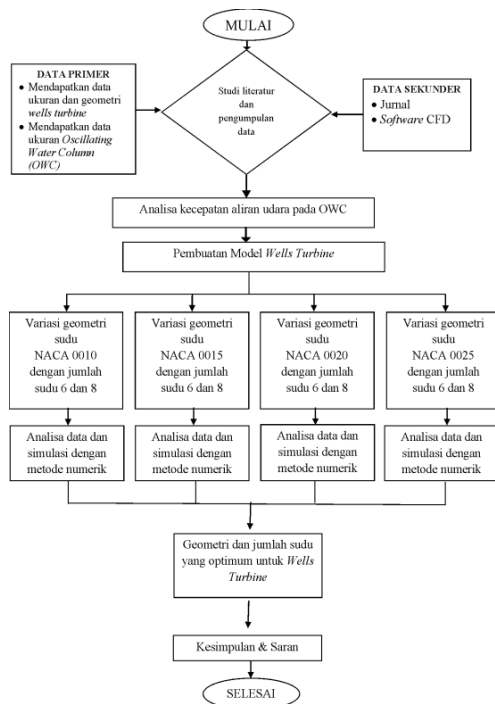 MULAI
DATA PRIMER
• Mendapatkan data
ukuran dan geometri
wells turbine
• Mendapatkan data
ukuran Oscillating
Water Column
(OWC)
Studi literatur
dan
pengumpulan
data
DATA SEKUNDER
• Jurnal
• Software CFD
Analisa kecepatan aliran udara pada OWC
Pembuatan Model Wells Turbine
Variasi geometri
sudu
NACA 0010
dengan jumlah
sudu 6 dan 8
Variasi geometri
sudu
NACA 0015
dengan jumlah
sudu 6 dan 8
Variasi geometri
sudu
NACA 0020
dengan jumlah
sudu 6 dan 8
Variasi geometri
sudu
NACA 0025
dengan jumlah
sudu 6 dan 8
Analisa data dan
simulasi dengan
metode numerik
Analisa data dan
simulasi dengan
metode numerik
Analisa data dan
simulasi dengan
metode numerik
Analisa data dan
simulasi dengan
metode numerik
Geometri dan jumlah sudu
yang optimum untuk Wells
Turbine
Kesimpulan & Saran
SELESAI